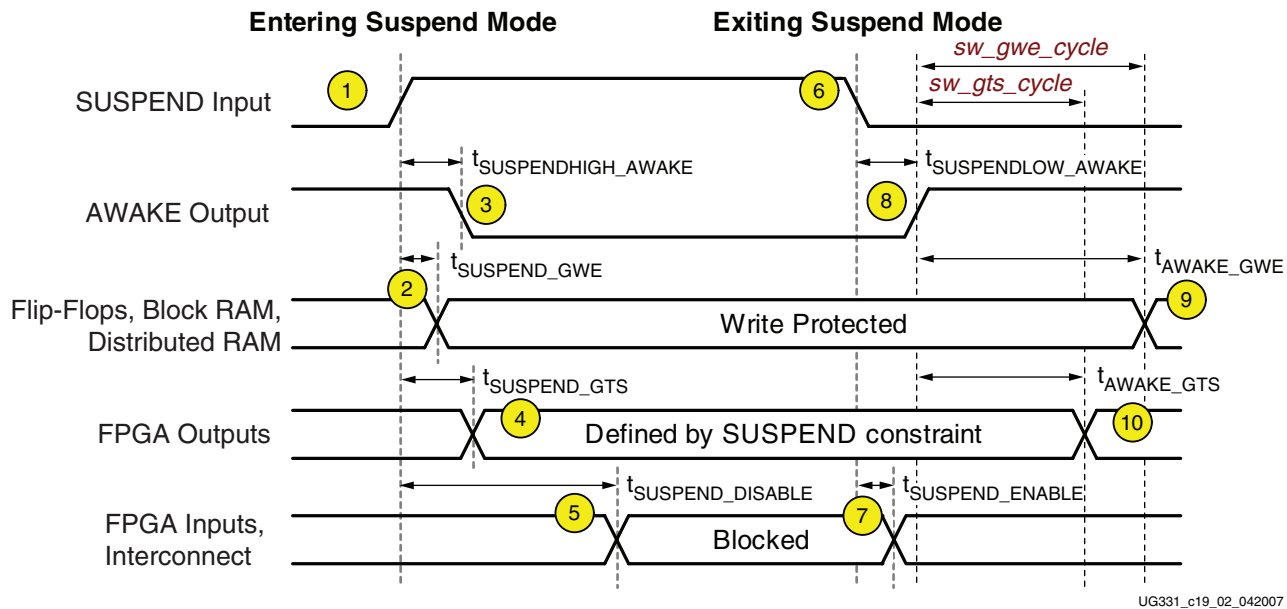 Entering Suspend Mode
Exiting Suspend Mode
sw_gwe_cycle
sw_gts_cycle
SUSPEND Input
1
6
tSUSPENDHIGH_AWAKE
tSUSPENDLOW_AWAKE
AWAKE Output
3
8
tSUSPEND_GWE
tAWAKE_GWE
Flip-Flops, Block RAM,
Distributed RAM
2
Write Protected
9
tSUSPEND_GTS
tAWAKE_GTS
FPGA Outputs
4
Defined by SUSPEND constraint
10
tSUSPEND_DISABLE
tSUSPEND_ENABLE
FPGA Inputs,
Interconnect
5
Blocked
7
UG331_c19_02_042007